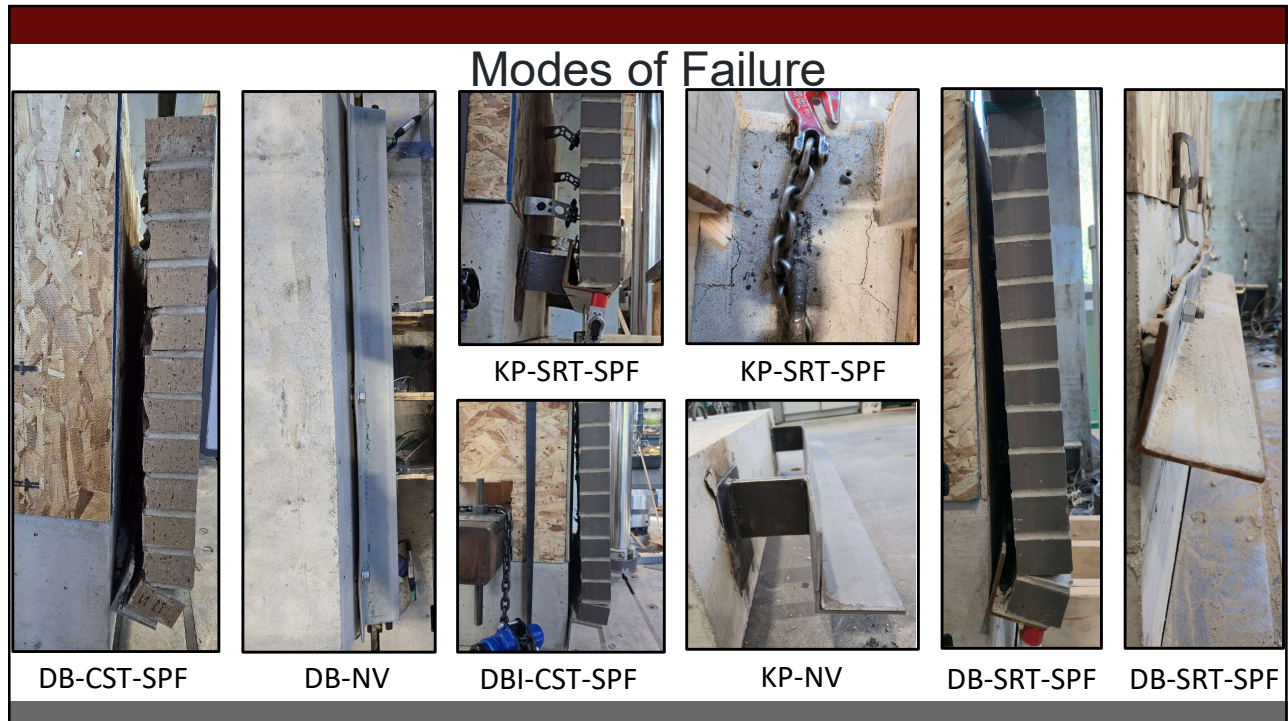 Modes of Failure
KP-SRT-SPF
KP-SRT-SPF
DB-CST-SPF
DB-NV
DBI-CST-SPF
KP-NV
DB-SRT-SPF
DB-SRT-SPF